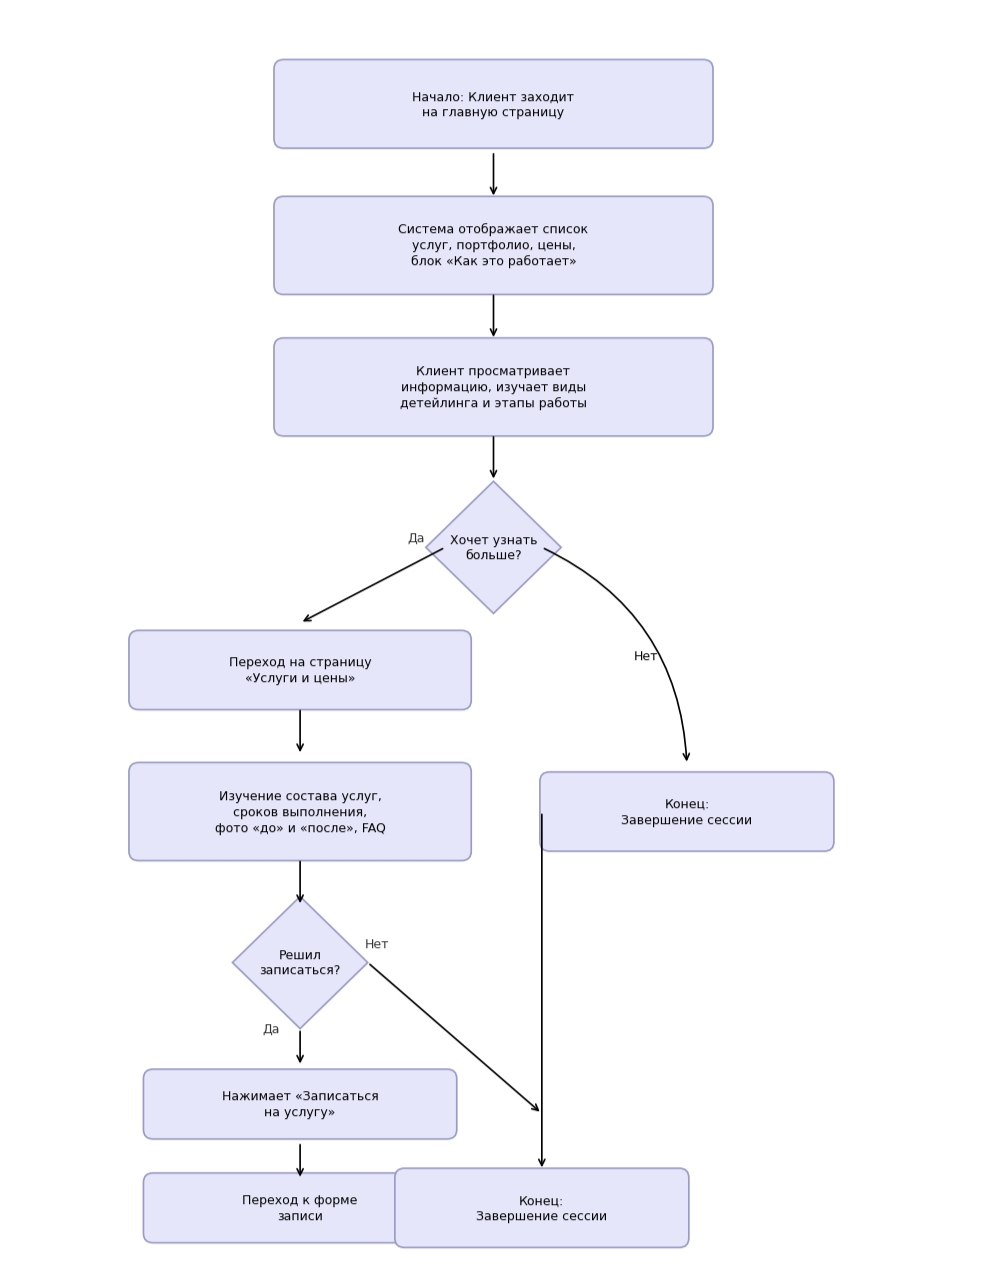 Начало: Клиент заходит
на главную страницу
Система отображает список
услуг, портфолио, цены,
блок «Как это работает»
Клиент просматривает
информацию, изучает виды
детейлинга и этапы работы
Хочет узнать
больше?
Да
Нет
Переход на страницу
«Услуги и цены»
Изучение состава услуг,
сроков выполнения,
фото «до» и «после», FAQ
Конец:
Завершение сессии
Решил
записаться?
Нет
Да
Нажимает «Записаться
на услугу»
Переход к форме
записи
Конец:
Завершение сессии